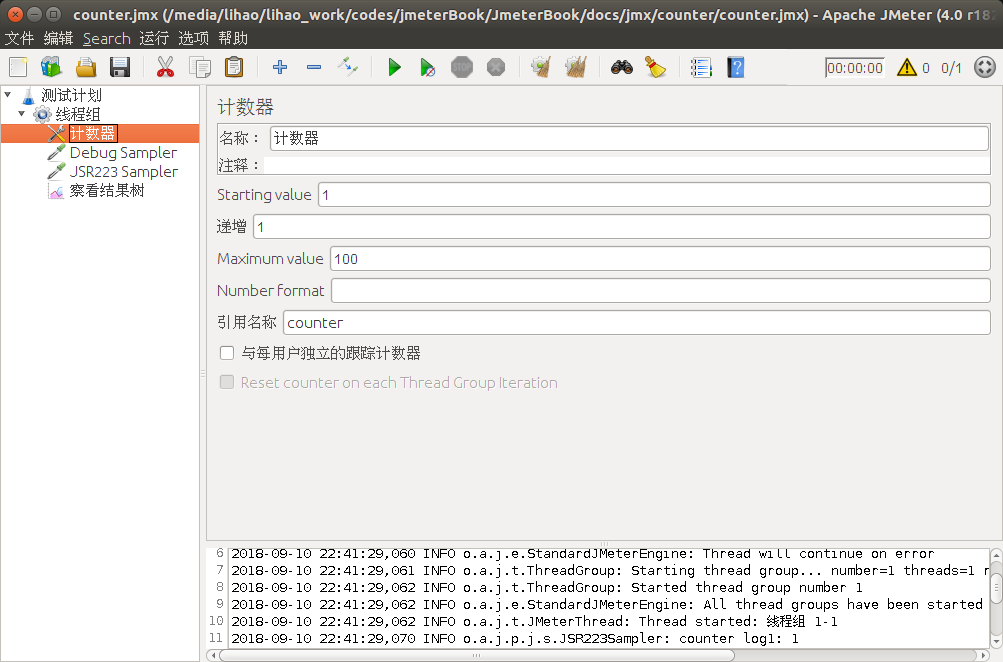 counter.jmx (/media/lihao/lihao_work/codes/jmeterBook/JmeterBook/docs/jmx/counter/counter.jmx) - Apache JMeter (4.0 r182
文件 编辑 Search 运行 选项 帮助
00:00:00 0 0/1
测试计划
线程组
计数器
Debug Sampler
JSR223 Sampler
察看结果树
计数器
名称： 计数器
注释：
Starting value 1
递增 1
Maximum value 100
Number format
引用名称 counter
与每用户独立的跟踪计数器
Reset counter on each Thread Group Iteration
6 2018-09-10 22:41:29,060 INFO o.a.j.e.StandardJMeterEngine: Thread will continue on error
7 2018-09-10 22:41:29,061 INFO o.a.j.t.ThreadGroup: Starting thread group... number=1 threads=1 r
8 2018-09-10 22:41:29,062 INFO o.a.j.t.ThreadGroup: Started thread group number 1
9 2018-09-10 22:41:29,062 INFO o.a.j.e.StandardJMeterEngine: All thread groups have been started
10 2018-09-10 22:41:29,062 INFO o.a.j.t.JMeterThread: Thread started: 线程组 1-1
11 2018-09-10 22:41:29,070 INFO o.a.j.p.j.s.JSR223Sampler: counter log1: 1